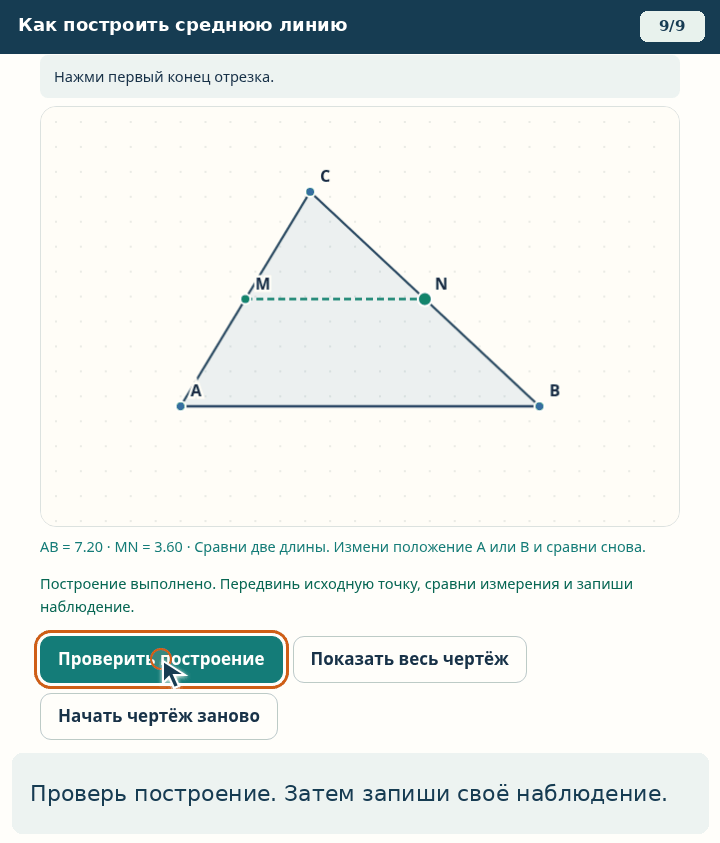 Как построить среднюю линию
9/9
Нажми первый конец отрезка.
C
M
N
A
B
AB = 7.20 · MN = 3.60 · Сравни две длины. Измени положение A или B и сравни снова.
Построение выполнено. Передвинь исходную точку, сравни измерения и запиши
наблюдение.
Проверить построение
Показать весь чертёж
Начать чертёж заново
Проверь построение. Затем запиши своё наблюдение.